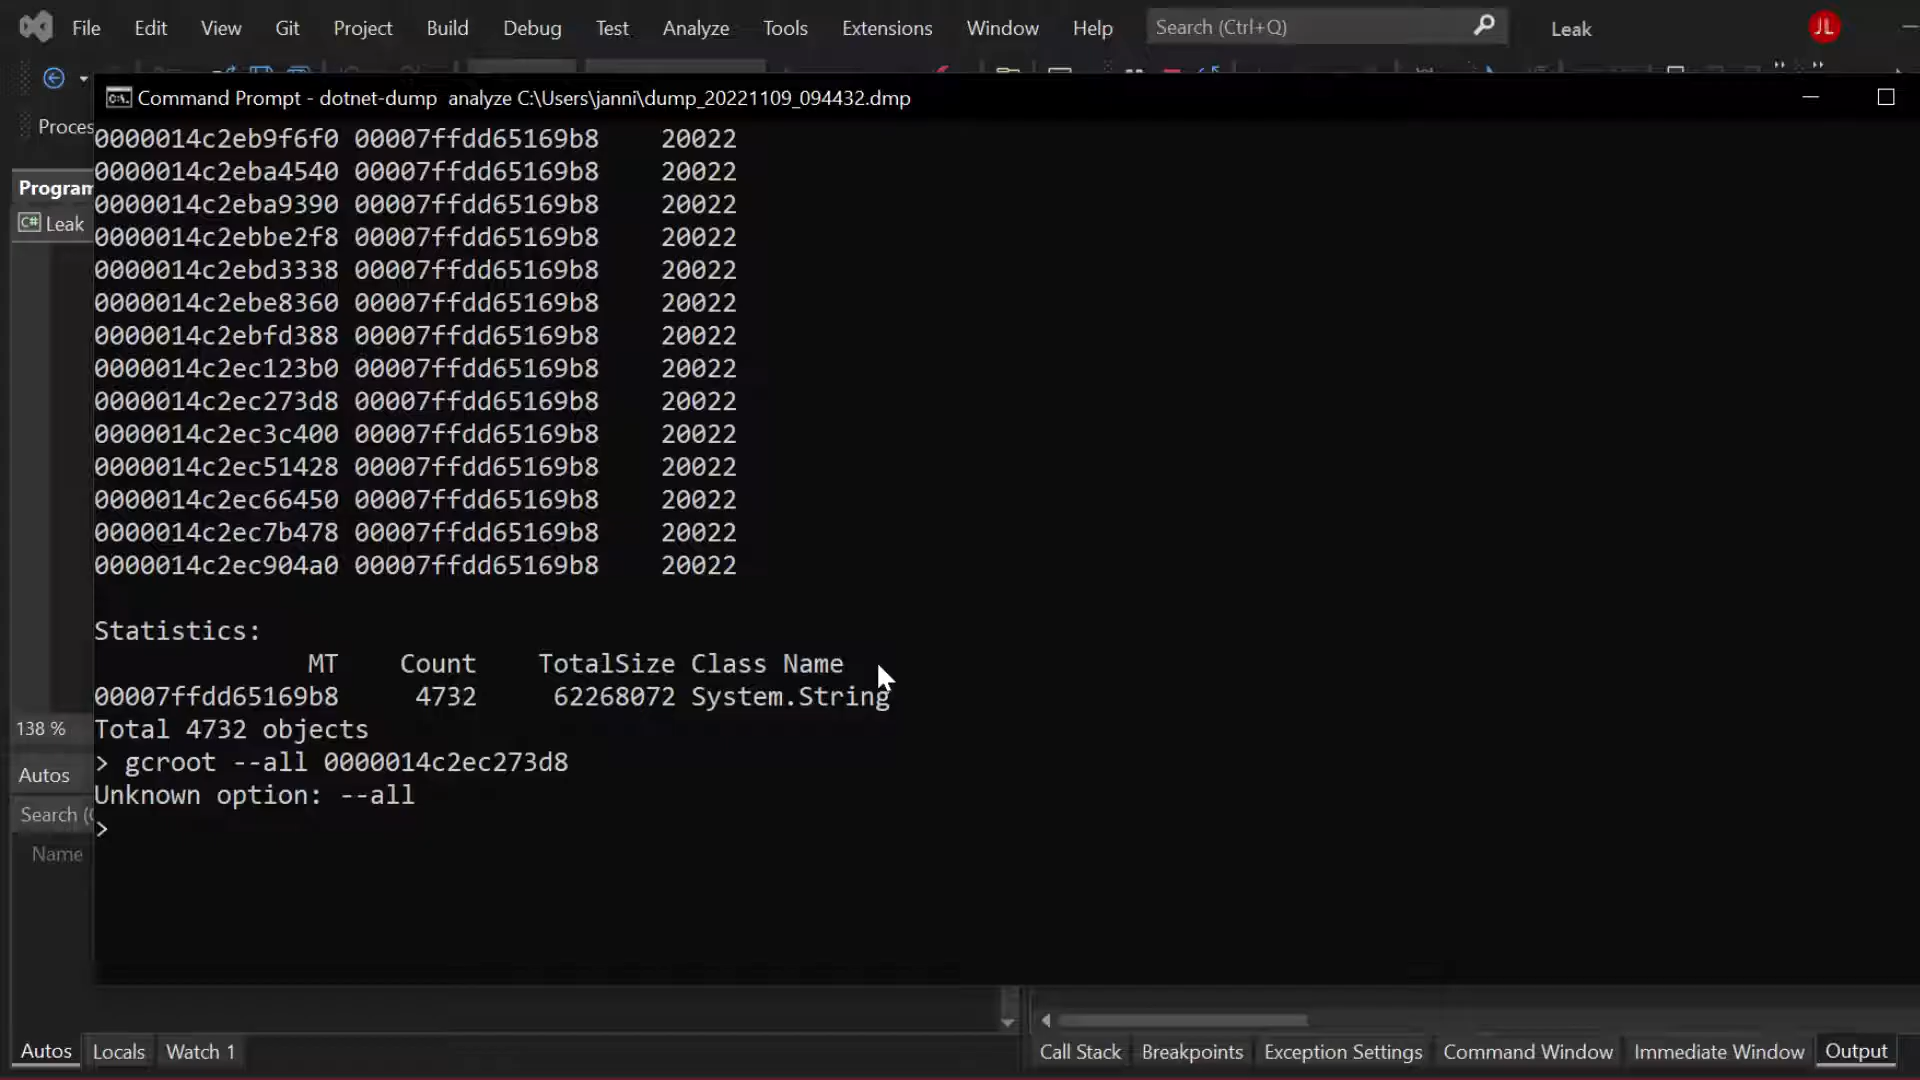 File Edit View Git Project Build Debug Test Analyze Tools Extensions Window Help Search (Ctrl+Q) Leak JL
Command Prompt - dotnet-dump analyze C:\Users\janni\dump_20221109_094432.dmp
Proces
Program
C# Leak
0000014c2eb9f6f0 00007ffdd65169b8 20022
0000014c2eba4540 00007ffdd65169b8 20022
0000014c2eba9390 00007ffdd65169b8 20022
0000014c2ebbe2f8 00007ffdd65169b8 20022
0000014c2ebd3338 00007ffdd65169b8 20022
0000014c2ebe8360 00007ffdd65169b8 20022
0000014c2ebfd388 00007ffdd65169b8 20022
0000014c2ec123b0 00007ffdd65169b8 20022
0000014c2ec273d8 00007ffdd65169b8 20022
0000014c2ec3c400 00007ffdd65169b8 20022
0000014c2ec51428 00007ffdd65169b8 20022
0000014c2ec66450 00007ffdd65169b8 20022
0000014c2ec7b478 00007ffdd65169b8 20022
0000014c2ec904a0 00007ffdd65169b8 20022
Statistics:
MT Count TotalSize Class Name
00007ffdd65169b8 4732 62268072 System.String
Total 4732 objects
> gcroot --all 0000014c2ec273d8
Unknown option: --all
>
138 %
Autos
Search (
Name
Autos Locals Watch 1
Call Stack Breakpoints Exception Settings Command Window Immediate Window Output